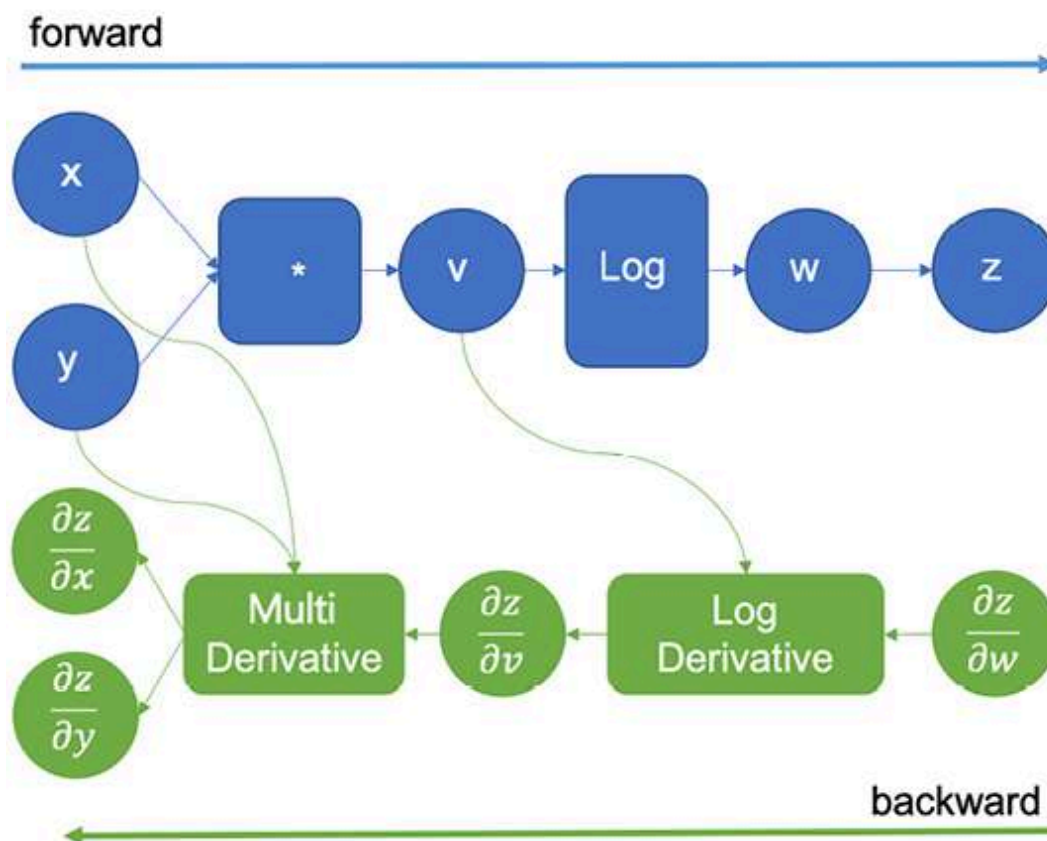 forward
x
*
v
Log
w
z
y
∂z
∂x
Multi
Derivative
∂z
∂v
Log
Derivative
∂z
∂w
∂z
∂y
backward